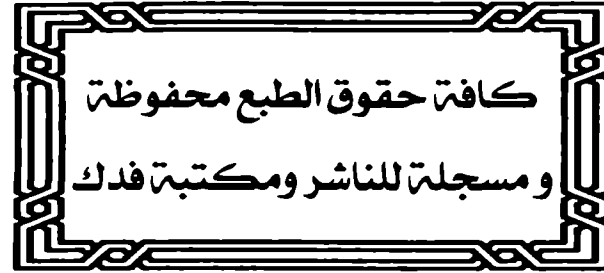 كافة حقوق الطبع محفوظة
و مسجلة للناشر ومكتبة فدك